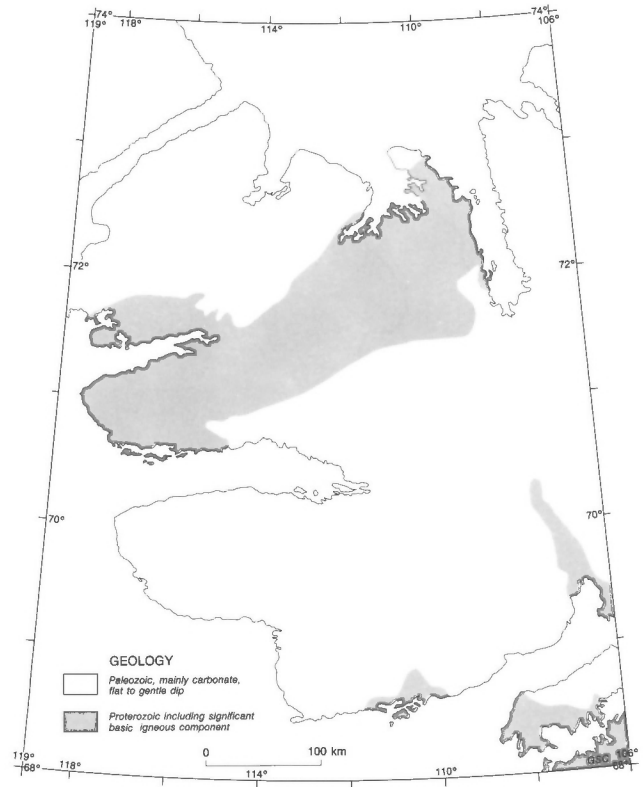 74°
119° 118°
114°
110°
74°
106°
72°
72°
70°
70°
GEOLOGY
Paleozoic, mainly carbonate,
flat to gentle dip
Proterozoic including significant
basic igneous component
0 100 km
119°
68°
118°
114°
110°
GSC
106°
68°